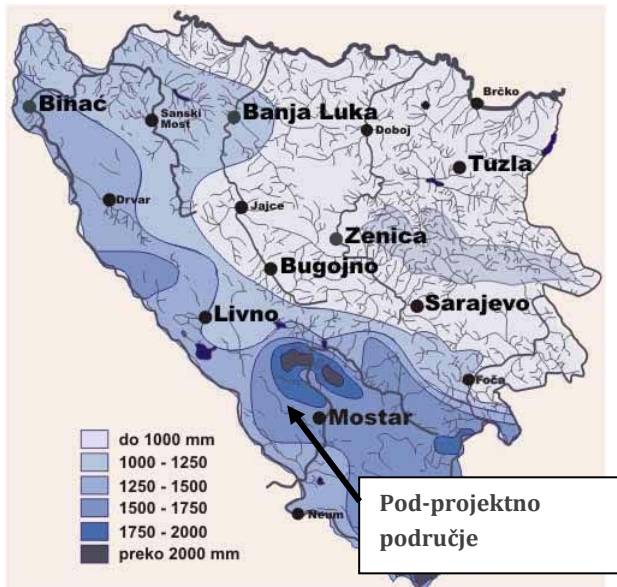 Bihać
Sanski
Most
Banja Luka
Brčko
Doboj
Tuzla
Drvar
Jajce
Zenica
Bugojno
Livno
Sarajevo
Foča
Mostar
Neum
do 1000 mm
1000 - 1250
1250 - 1500
1500 - 1750
1750 - 2000
preko 2000 mm
Pod-projektno
područje